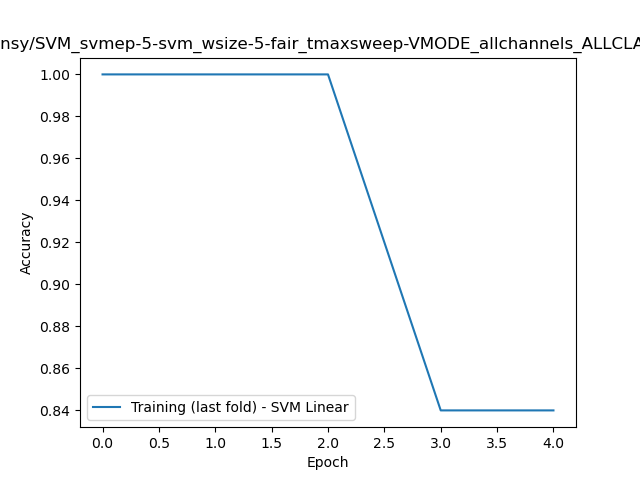 nsy/SVM_svmep-5-svm_wsize-5-fair_tmaxsweep-VMODE_allchannels_ALLCLA
1.00
0.98
0.96
0.94
0.92
0.90
0.88
0.86
0.84
Accuracy
Training (last fold) - SVM Linear
0.0 0.5 1.0 1.5 2.0 2.5 3.0 3.5 4.0
Epoch